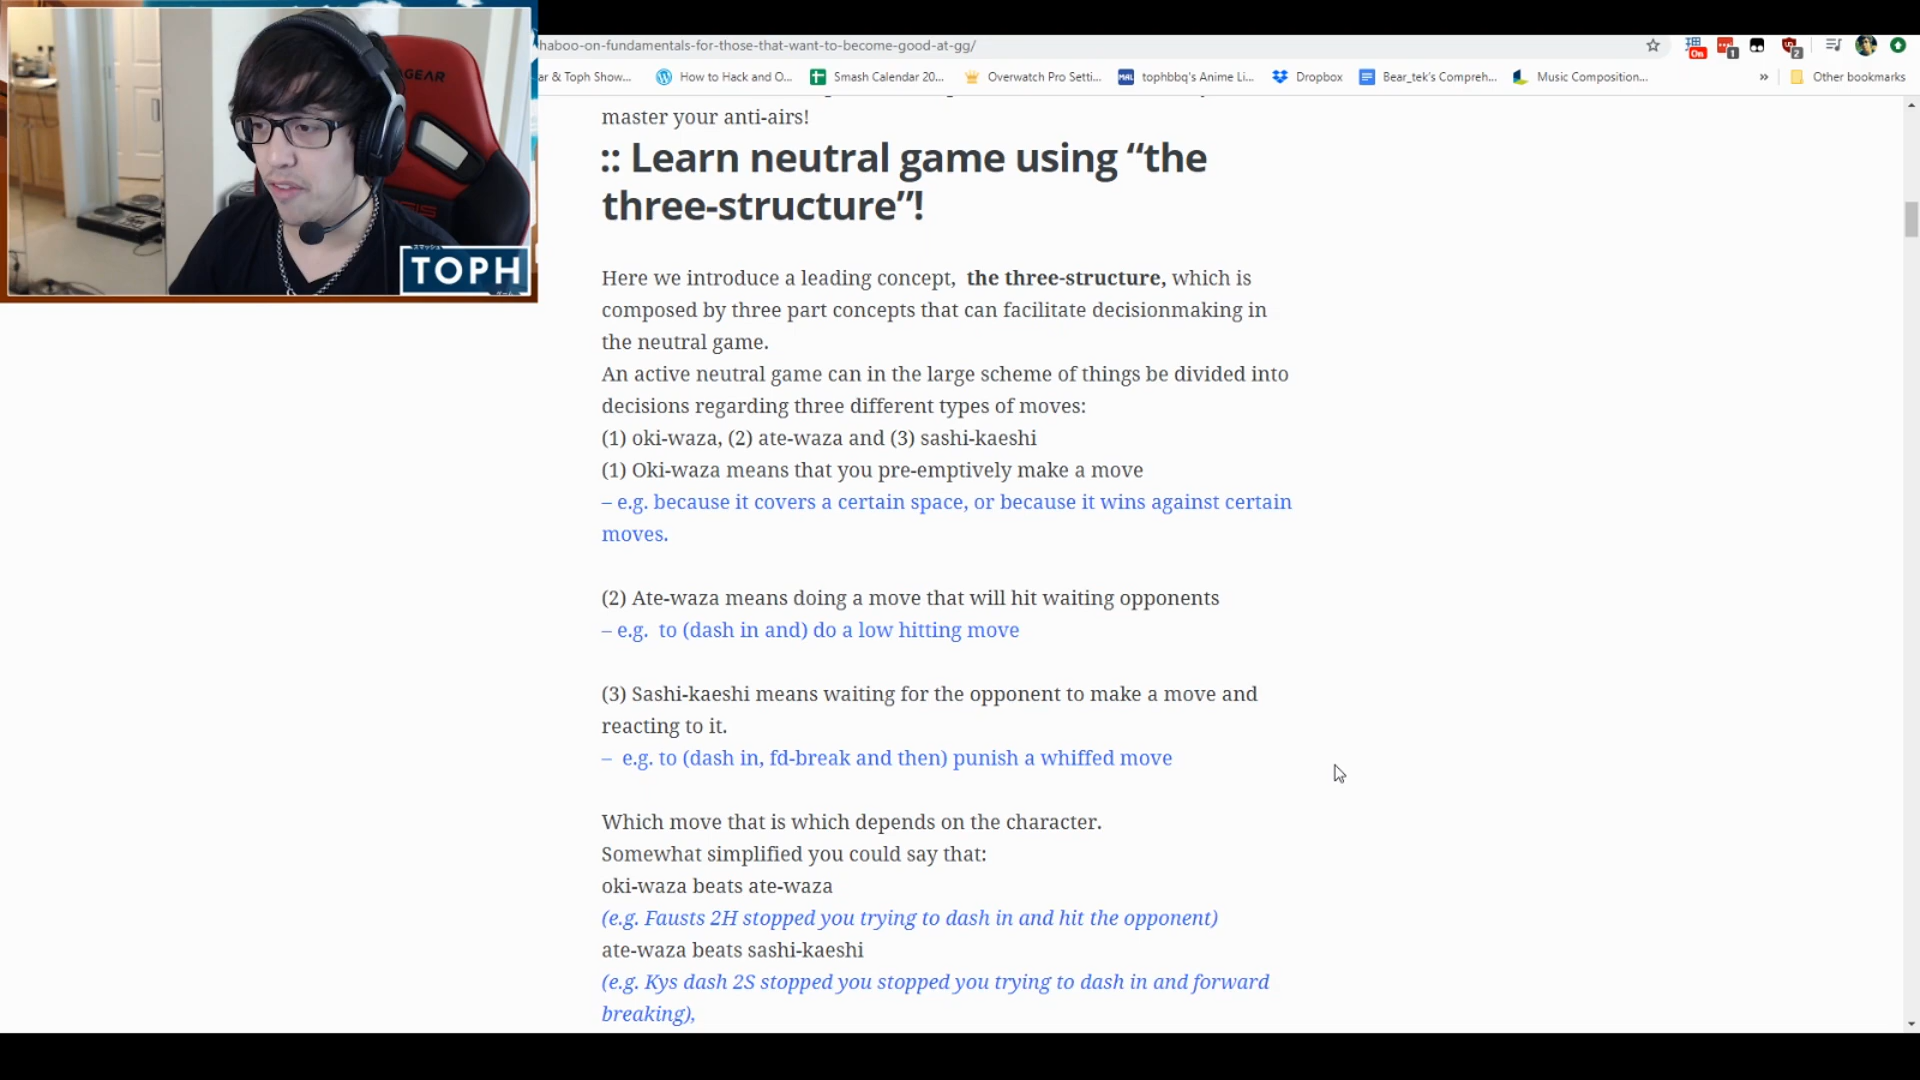 haboo-on-fundamentals-for-those-that-want-to-become-good-at-gg/
On 1 2
ar & Toph Show... How to Hack and O... Smash Calendar 20... Overwatch Pro Setti... MAL tophbbq's Anime Li... Dropbox Bear_tek's Compreh... Music Composition... » Other bookmarks
GEAR
スマッシュ
TOPH
master your anti-airs!
:: Learn neutral game using “the
three-structure”!
Here we introduce a leading concept, the three-structure, which is
composed by three part concepts that can facilitate decisionmaking in
the neutral game.
An active neutral game can in the large scheme of things be divided into
decisions regarding three different types of moves:
(1) oki-waza, (2) ate-waza and (3) sashi-kaeshi
(1) Oki-waza means that you pre-emptively make a move
– e.g. because it covers a certain space, or because it wins against certain
moves.
(2) Ate-waza means doing a move that will hit waiting opponents
– e.g. to (dash in and) do a low hitting move
(3) Sashi-kaeshi means waiting for the opponent to make a move and
reacting to it.
– e.g. to (dash in, fd-break and then) punish a whiffed move
Which move that is which depends on the character.
Somewhat simplified you could say that:
oki-waza beats ate-waza
(e.g. Fausts 2H stopped you trying to dash in and hit the opponent)
ate-waza beats sashi-kaeshi
(e.g. Kys dash 2S stopped you stopped you trying to dash in and forward
breaking),